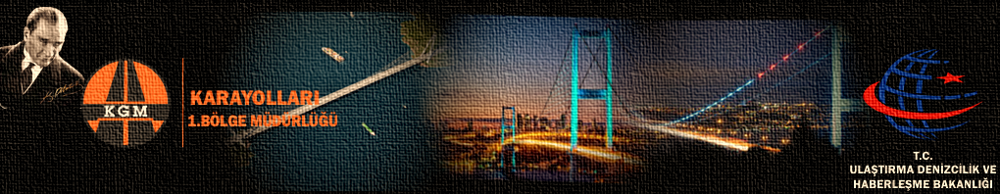 KGM
KARAYOLLARI
1.BÖLGE MÜDÜRLÜĞÜ
T.C.
ULAŞTIRMA DENİZCİLİK VE
HABERLEŞME BAKANLIĞI